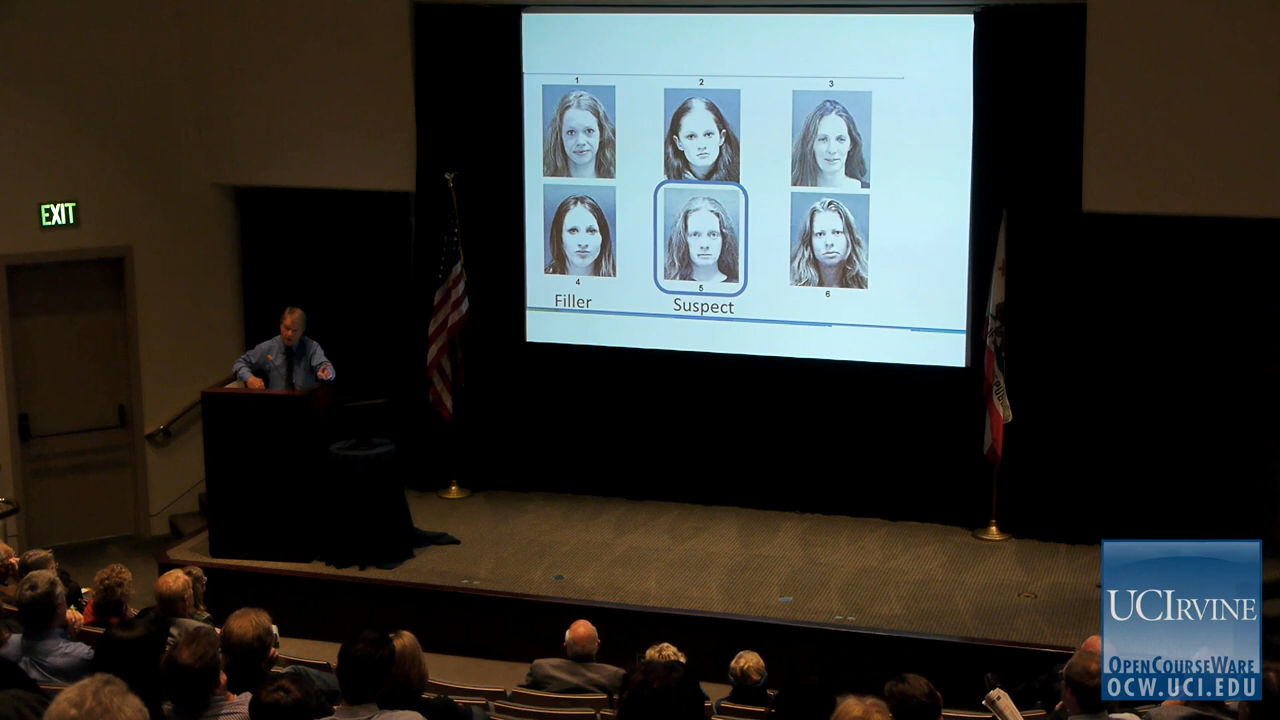 EXIT
1 2 3
4 5 6
Filler Suspect
UCIRVINE
OPENCOURSEWARE
OCW.UCI.EDU